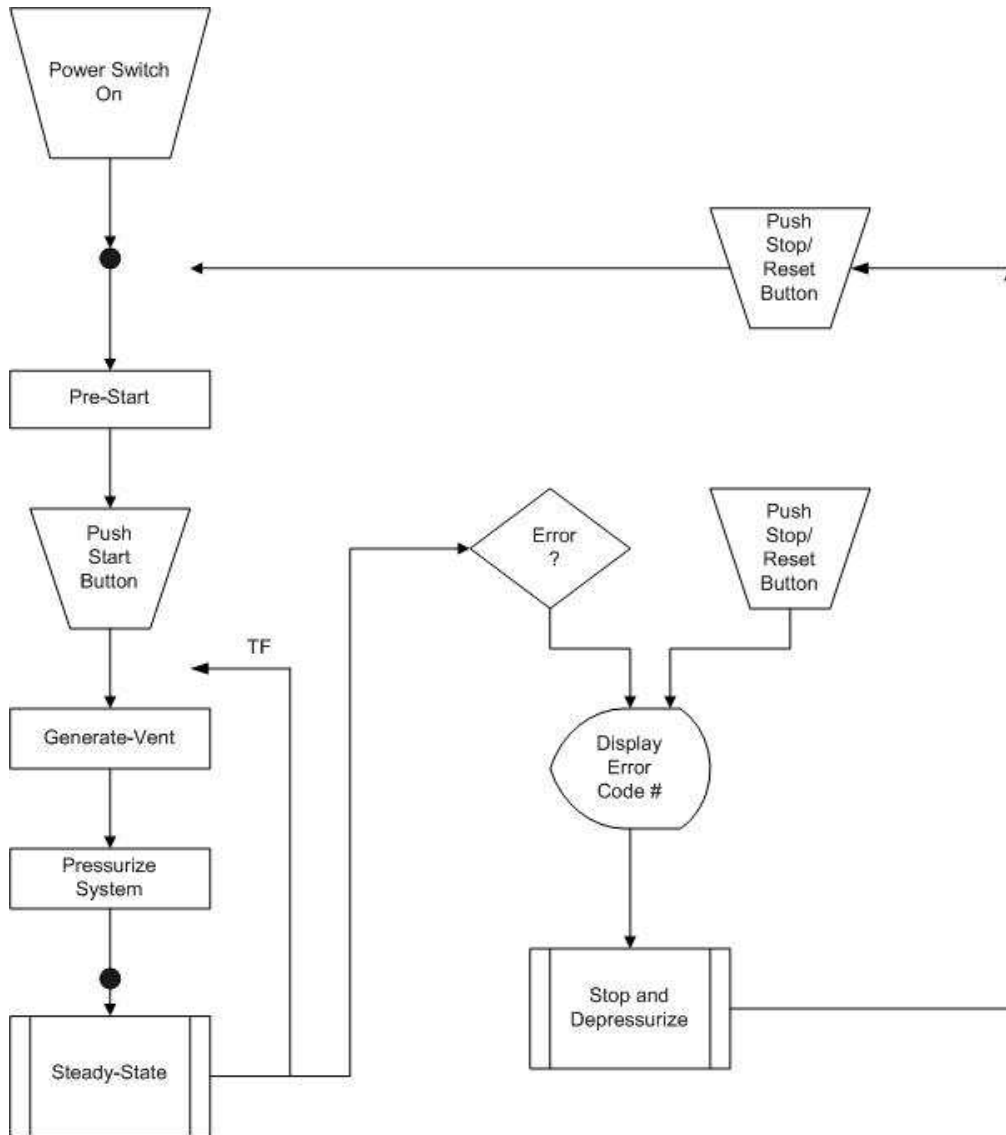 Power Switch
On
Push
Stop/
Reset
Button
Pre-Start
Push
Start
Button
Error
?
Push
Stop/
Reset
Button
TF
Generate-Vent
Display
Error
Code #
Pressurize
System
Stop and
Depressurize
Steady-State